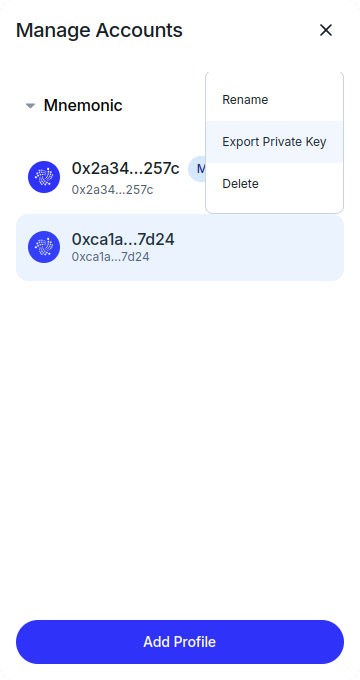 Manage Accounts
Mnemonic
Rename
Export Private Key
Delete
0x2a34...257c
0x2a34...257c
0xca1a...7d24
0xca1a...7d24
Add Profile